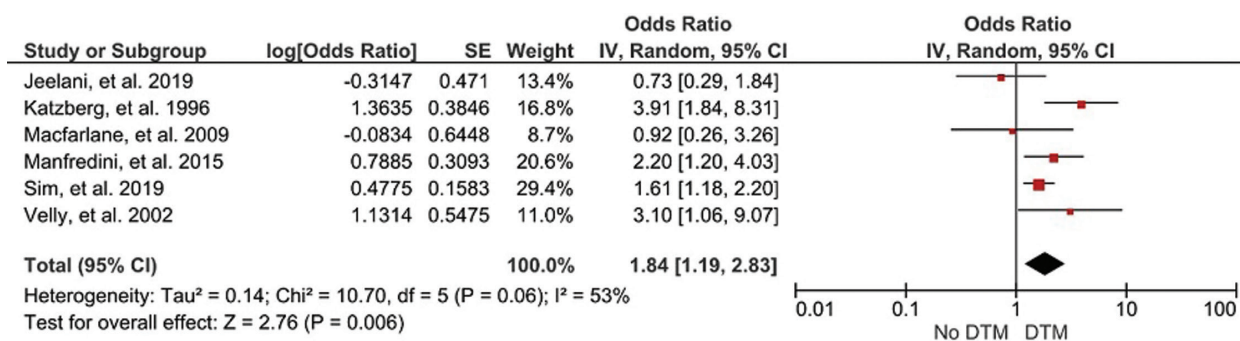 Odds Ratio Odds Ratio
Study or Subgroup log[Odds Ratio] SE Weight IV, Random, 95% CI IV, Random, 95% CI
Jeelani, et al. 2019 -0.3147 0.471 13.4% 0.73 [0.29, 1.84]
Katzberg, et al. 1996 1.3635 0.3846 16.8% 3.91 [1.84, 8.31]
Macfarlane, et al. 2009 -0.0834 0.6448 8.7% 0.92 [0.26, 3.26]
Manfredini, et al. 2015 0.7885 0.3093 20.6% 2.20 [1.20, 4.03]
Sim, et al. 2019 0.4775 0.1583 29.4% 1.61 [1.18, 2.20]
Velly, et al. 2002 1.1314 0.5475 11.0% 3.10 [1.06, 9.07]
Total (95% CI) 100.0% 1.84 [1.19, 2.83]
Heterogeneity: Tau² = 0.14; Chi² = 10.70, df = 5 (P = 0.06); I² = 53%
Test for overall effect: Z = 2.76 (P = 0.006)
0.01 0.1 1 10 100
No DTM DTM